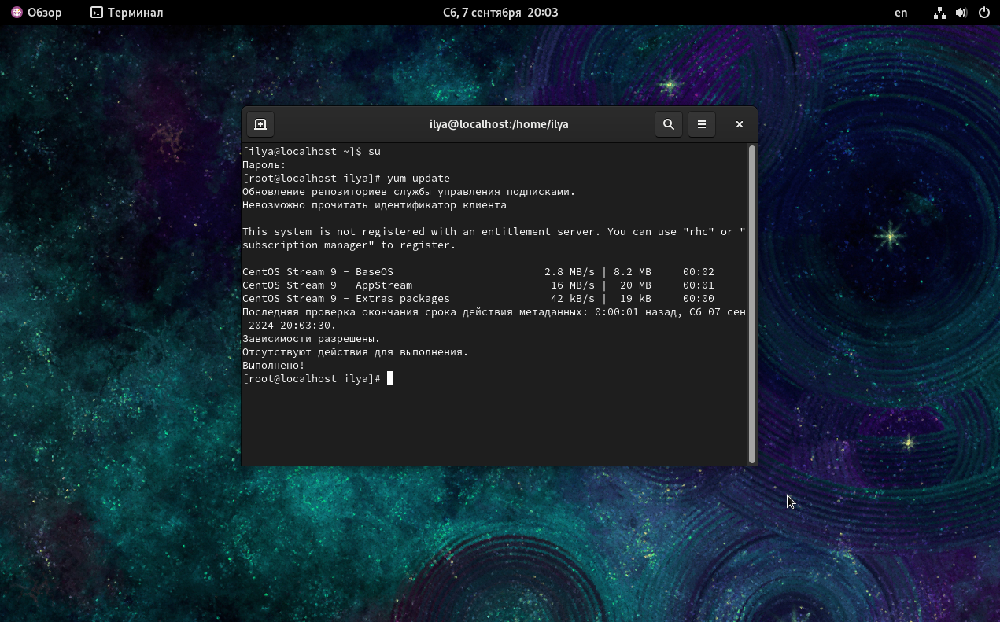 Обзор Терминал Сб, 7 сентября 20:03 en
ilya@localhost:/home/ilya
[ilya@localhost ~]$ su
Пароль:
[root@localhost ilya]# yum update
Обновление репозиториев службы управления подписками.
Невозможно прочитать идентификатор клиента
This system is not registered with an entitlement server. You can use "rhc" or "
subscription-manager" to register.
CentOS Stream 9 - BaseOS 2.8 MB/s | 8.2 MB 00:02
CentOS Stream 9 - AppStream 16 MB/s | 20 MB 00:01
CentOS Stream 9 - Extras packages 42 kB/s | 19 kB 00:00
Последняя проверка окончания срока действия метаданных: 0:00:01 назад, Сб 07 сен
2024 20:03:30.
Зависимости разрешены.
Отсутствуют действия для выполнения.
Выполнено!
[root@localhost ilya]#